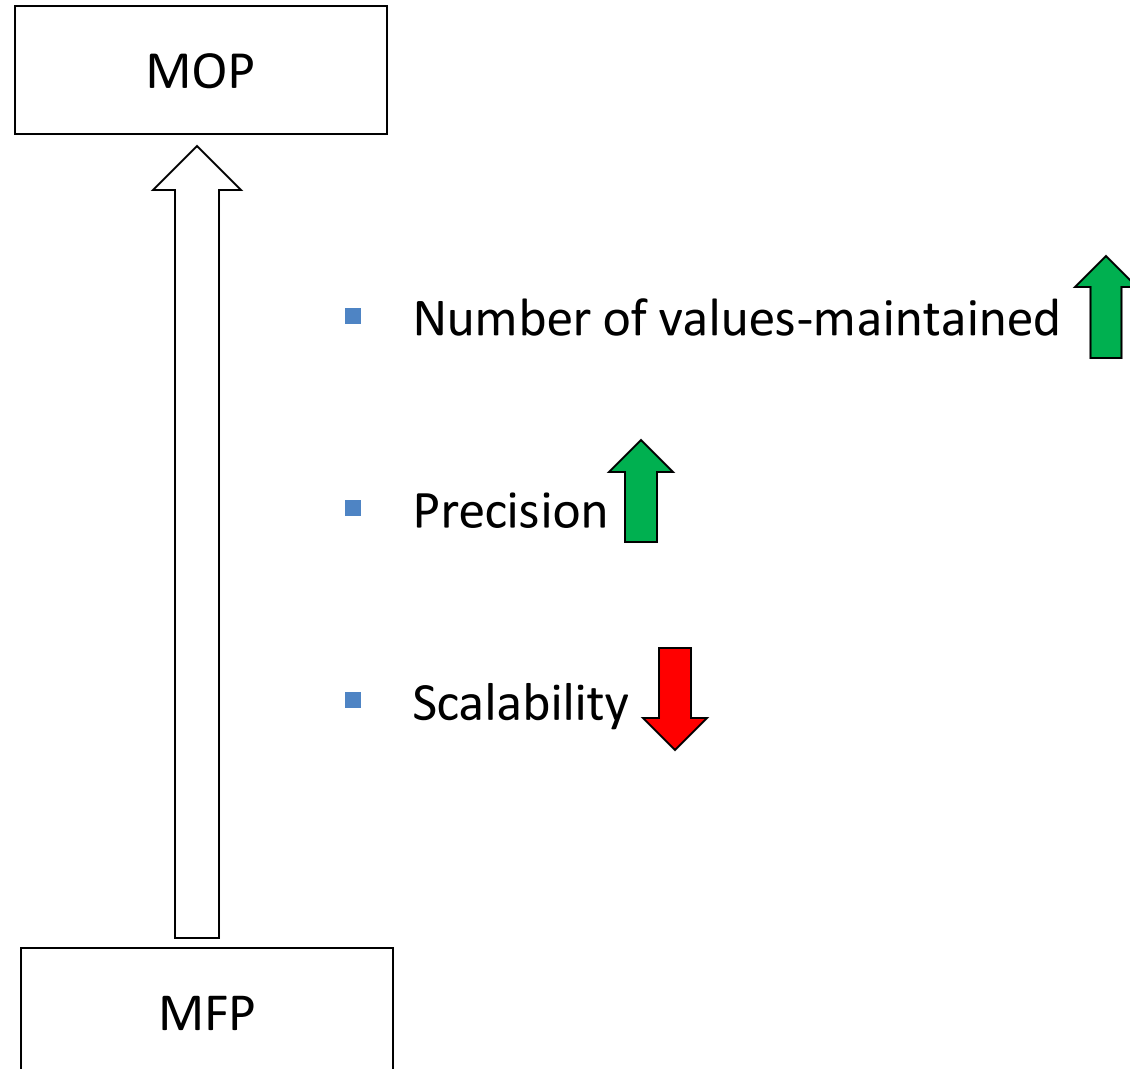 MOP
Number of values-maintained
Precision
Scalability
MFP